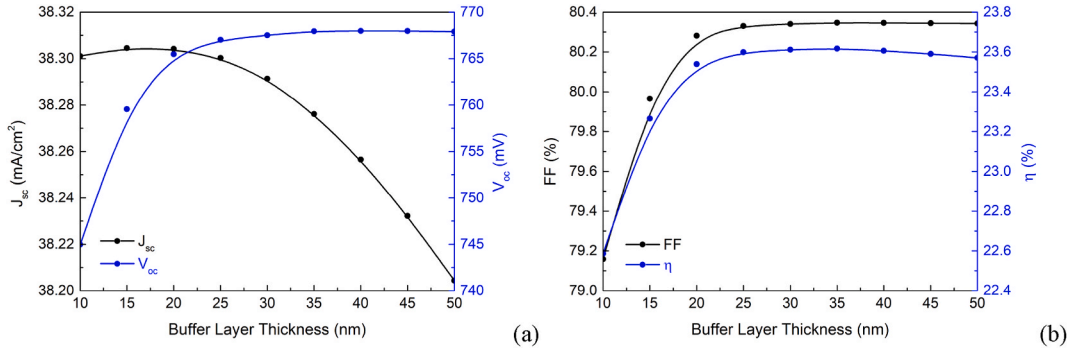 38.32
38.30
38.28
38.26
38.24
38.22
38.20
J_sc (mA/cm²)
770
765
760
755
750
745
740
V_oc (mV)
J_sc
V_oc
10 15 20 25 30 35 40 45 50
Buffer Layer Thickness (nm)
(a)
80.4
80.2
80.0
79.8
79.6
79.4
79.2
79.0
FF (%)
23.8
23.6
23.4
23.2
23.0
22.8
22.6
22.4
η (%)
FF
η
10 15 20 25 30 35 40 45 50
Buffer Layer Thickness (nm)
(b)